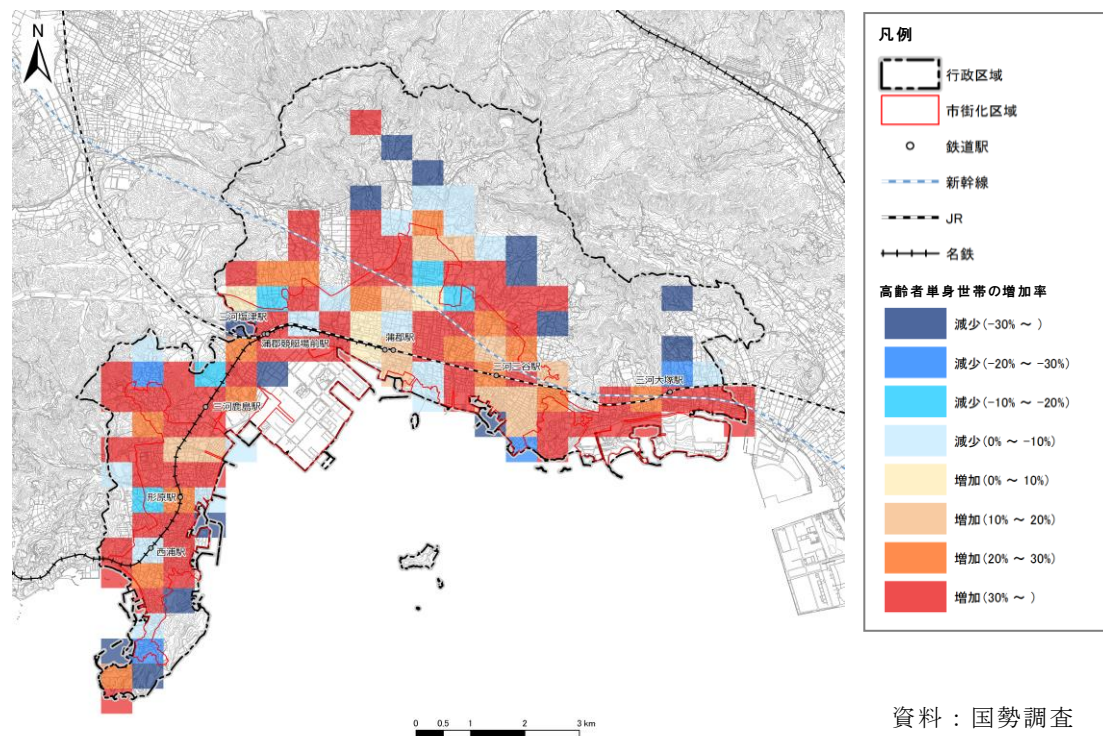 N
三河塩津駅
蒲郡競艇場前駅
蒲郡駅
三河三谷駅
三河大塚駅
三河鹿島駅
形原駅
西浦駅
0 0.5 1 2 3 km
凡例
行政区域
市街化区域
鉄道駅
新幹線
JR
名鉄
高齢者単身世帯の増加率
減少(-30% ～ )
減少(-20% ～ -30%)
減少(-10% ～ -20%)
減少(0% ～ -10%)
増加(0% ～ 10%)
増加(10% ～ 20%)
増加(20% ～ 30%)
増加(30% ～ )
資料：国勢調査